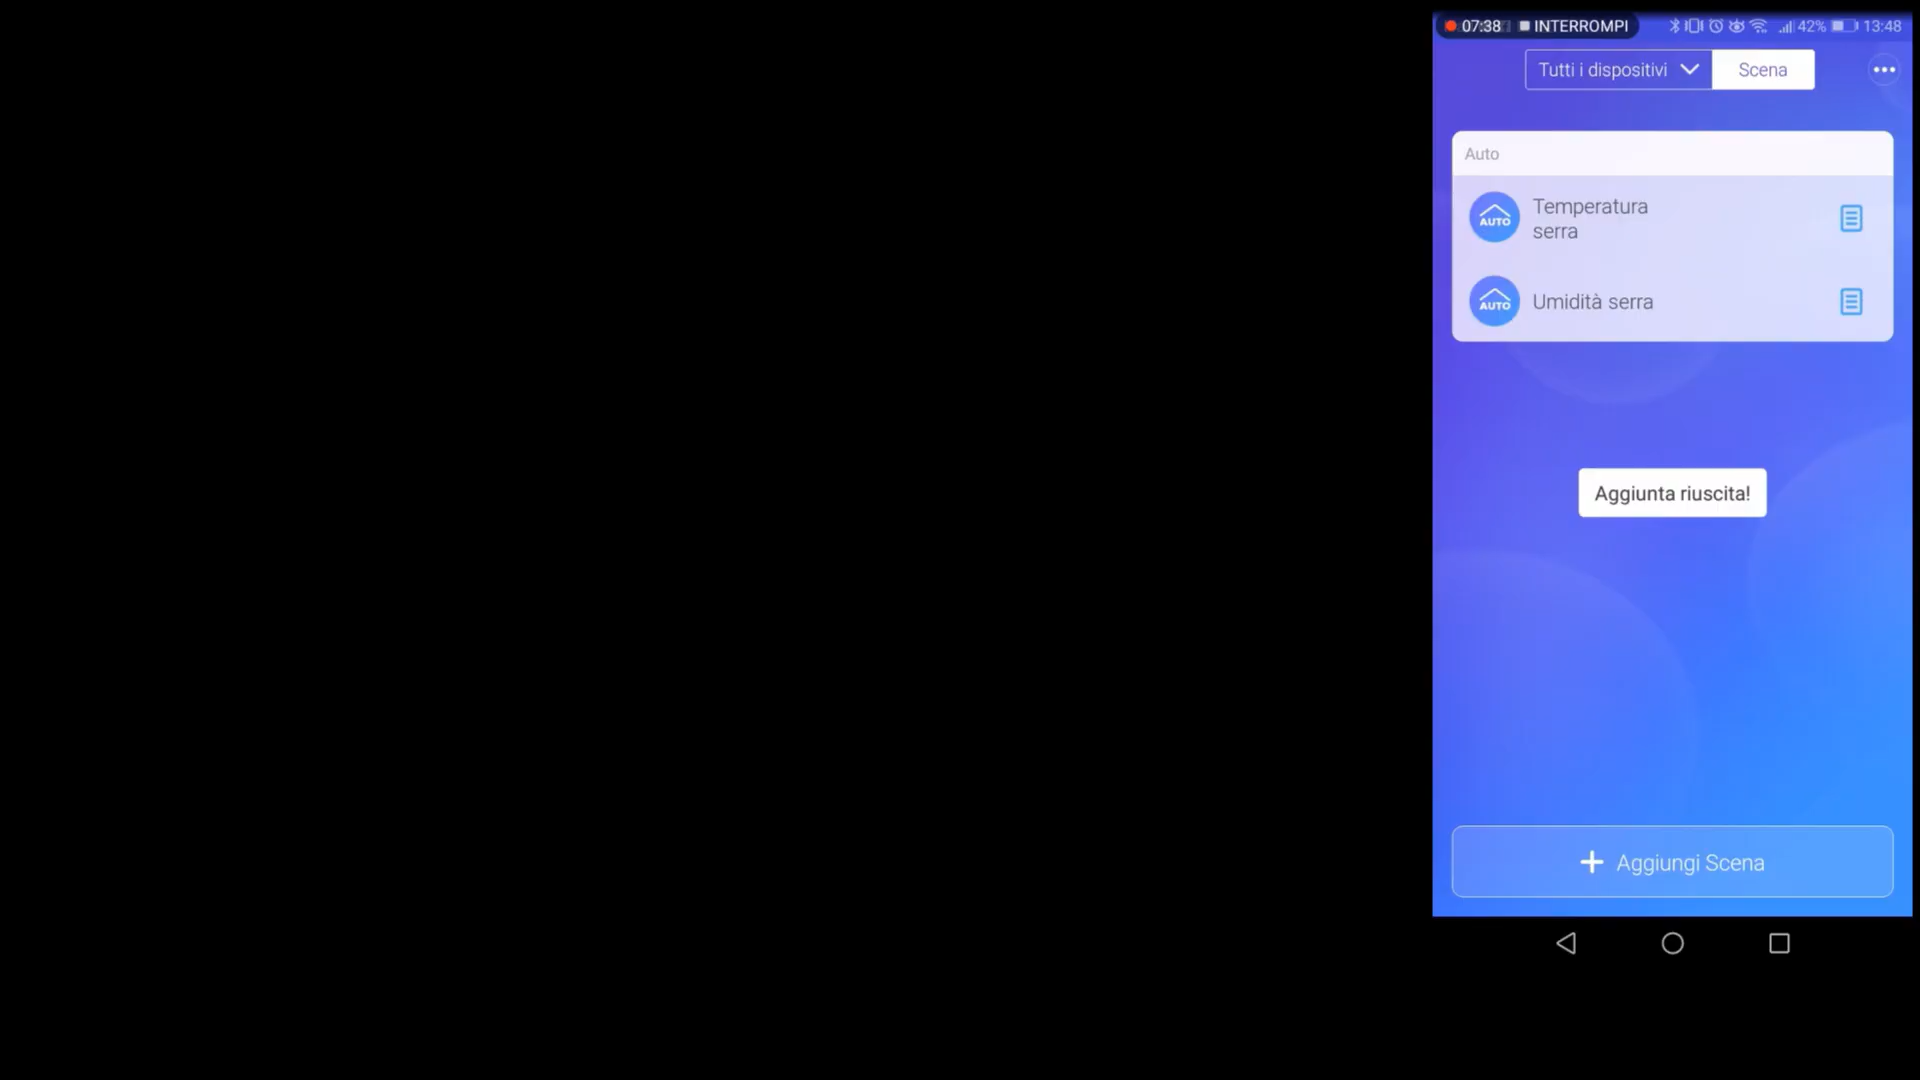 07:38 INTERROMPI 42% 13:48
Tutti i dispositivi Scena
Auto
AUTO Temperatura
serra
AUTO Umidità serra
Aggiunta riuscita!
+ Aggiungi Scena